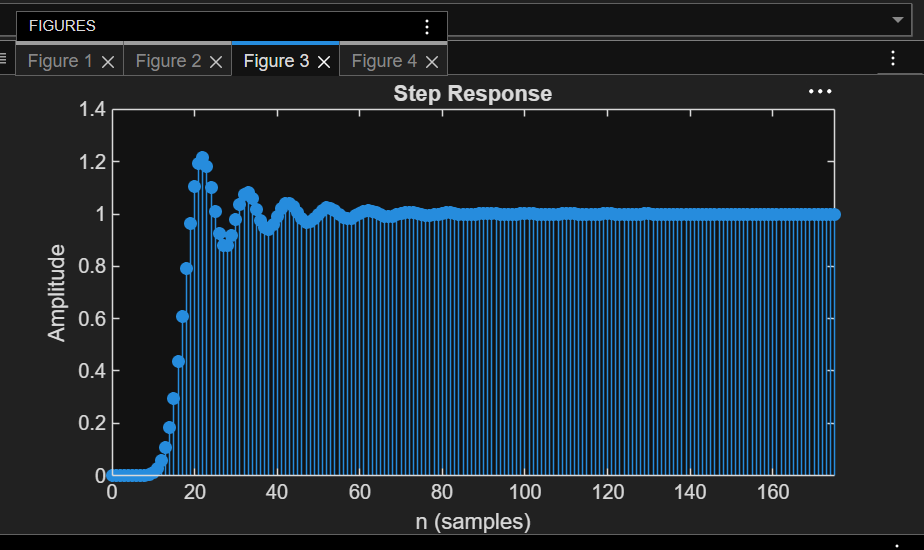 FIGURES
Figure 1 Figure 2 Figure 3 Figure 4
Step Response
1.4
1.2
1
0.8
0.6
0.4
0.2
0
Amplitude
0 20 40 60 80 100 120 140 160
n (samples)